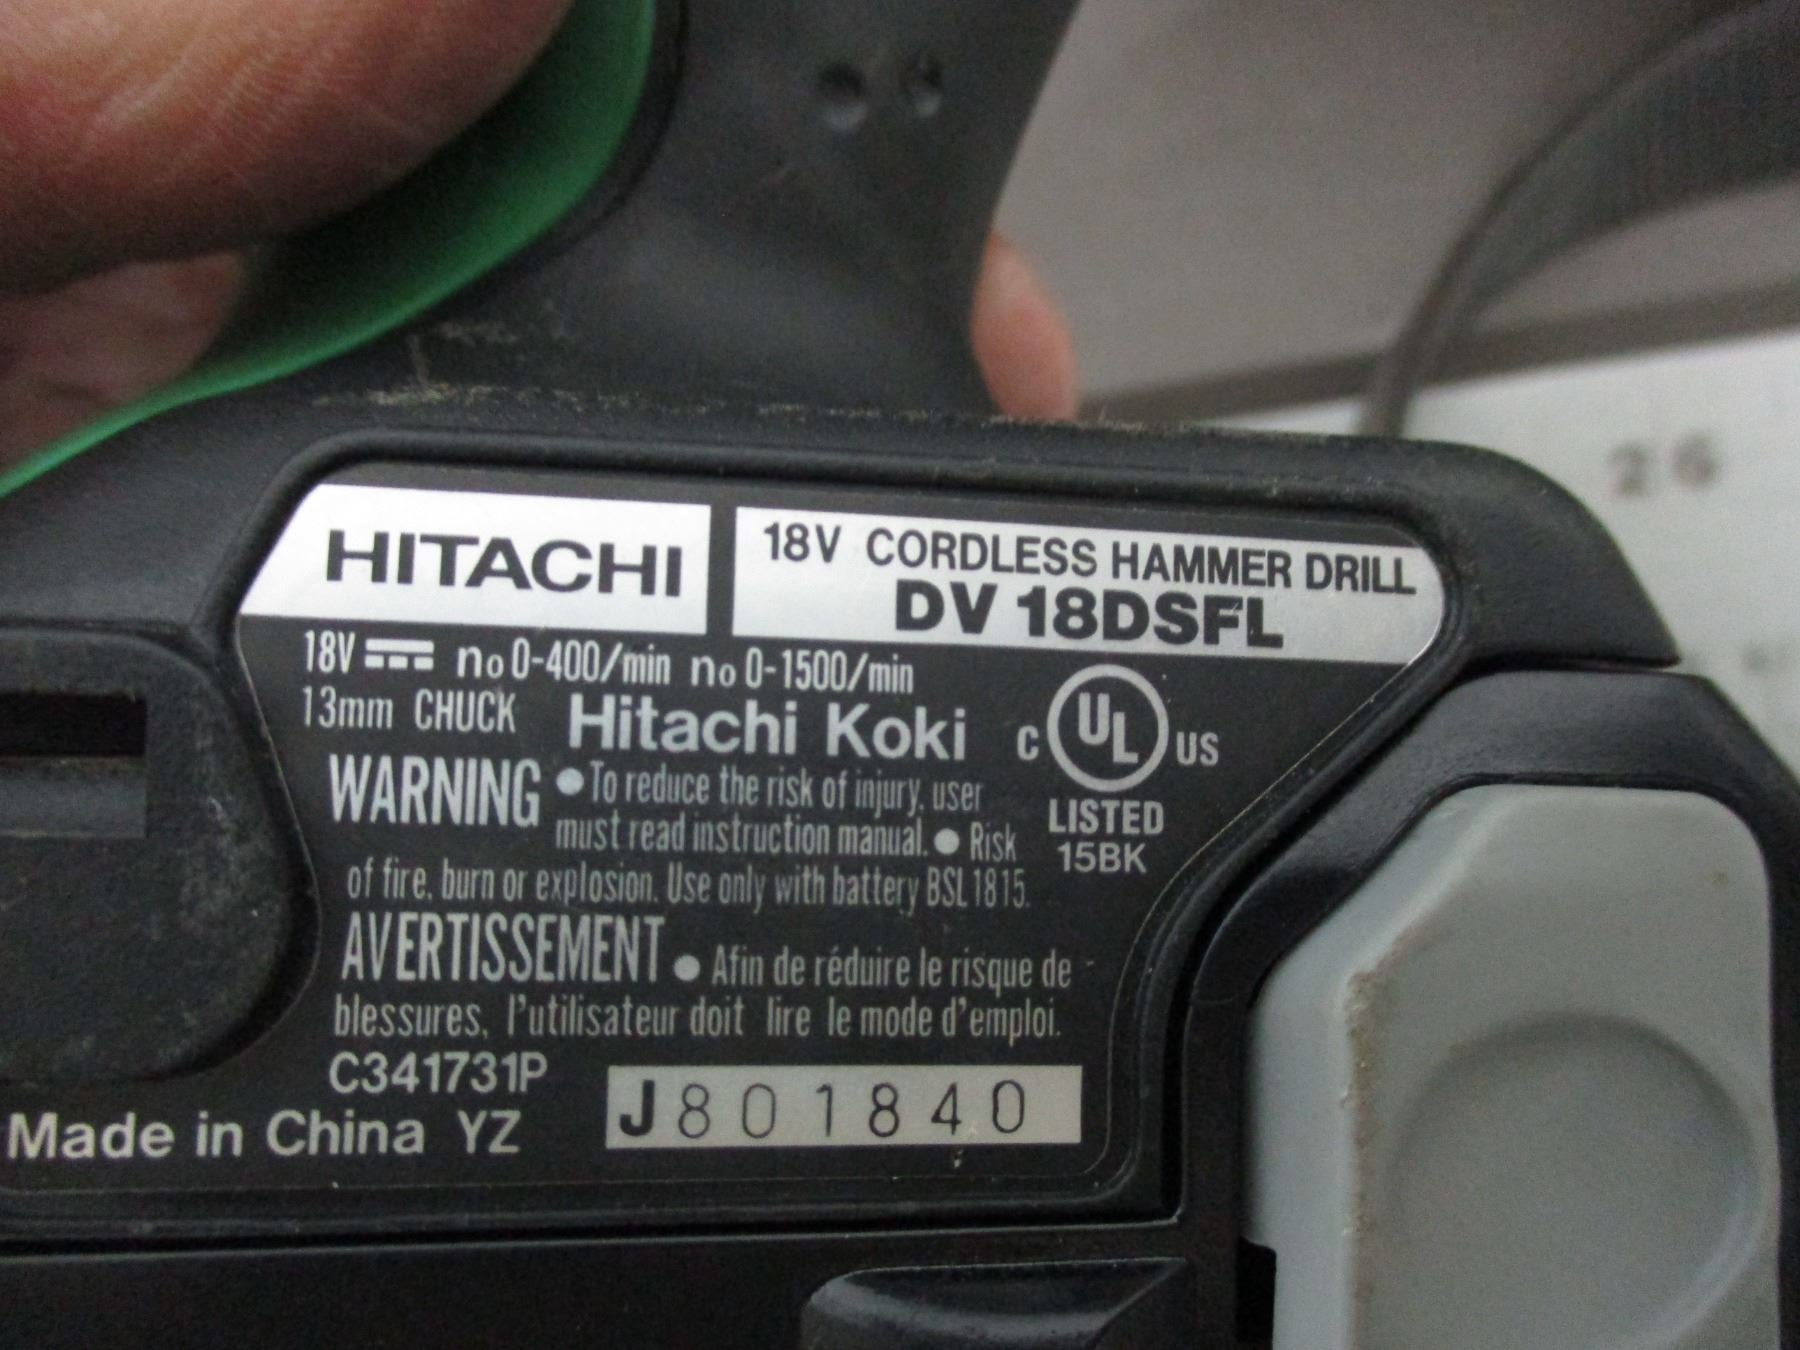 26
HITACHI
18V CORDLESS HAMMER DRILL
DV 18DSFL
18V ⎓ no 0-400/min no 0-1500/min
13mm CHUCK Hitachi Koki
C UL US
LISTED
15BK
WARNING ● To reduce the risk of injury, user
must read instruction manual. ● Risk
of fire, burn or explosion. Use only with battery BSL1815.
AVERTISSEMENT ● Afin de réduire le risque de
blessures, l'utilisateur doit lire le mode d'emploi.
C341731P
Made in China YZ
J801840